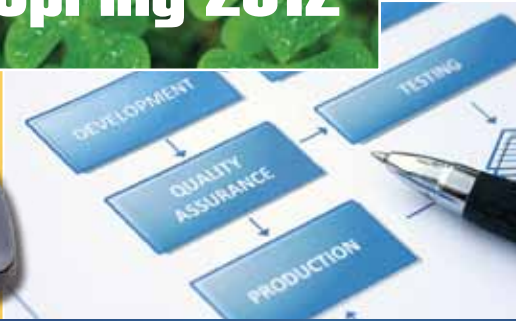 Spring 2012
DEVELOPMENT
TESTING
QUALITY
ASSURANCE
PRODUCTION